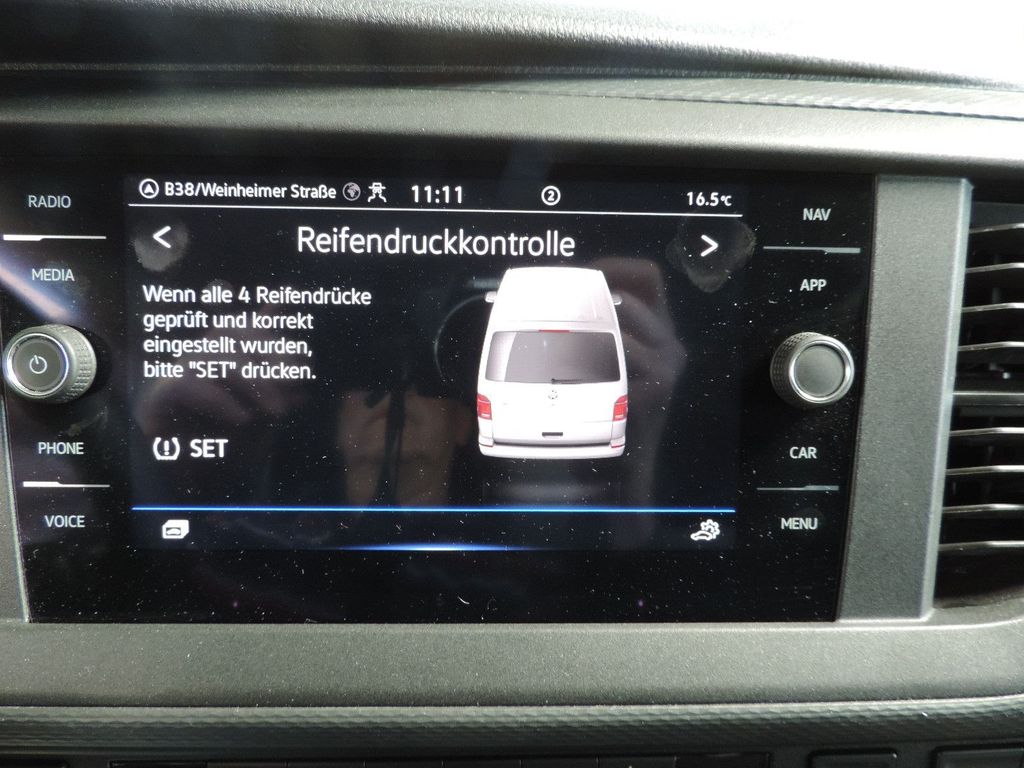 RADIO
MEDIA
PHONE
VOICE
B38/Weinheimer Straße 11:11 2 16.5°C
< Reifendruckkontrolle >
Wenn alle 4 Reifendrücke
geprüft und korrekt
eingestellt wurden,
bitte "SET" drücken.
(!) SET
NAV
APP
CAR
MENU